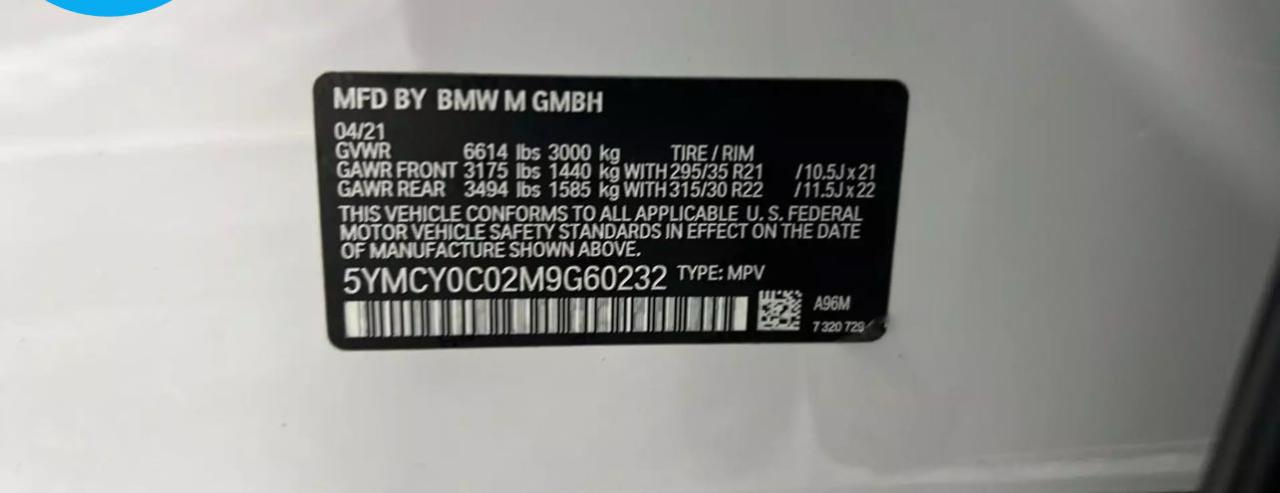 MFD BY BMW M GMBH
04/21
GVWR 6614 lbs 3000 kg TIRE / RIM
GAWR FRONT 3175 lbs 1440 kg WITH 295/35 R21 /10.5J x 21
GAWR REAR 3494 lbs 1585 kg WITH 315/30 R22 /11.5J x 22
THIS VEHICLE CONFORMS TO ALL APPLICABLE U. S. FEDERAL
MOTOR VEHICLE SAFETY STANDARDS IN EFFECT ON THE DATE
OF MANUFACTURE SHOWN ABOVE.
5YMCY0C02M9G60232 TYPE: MPV
A96M
7 320 729